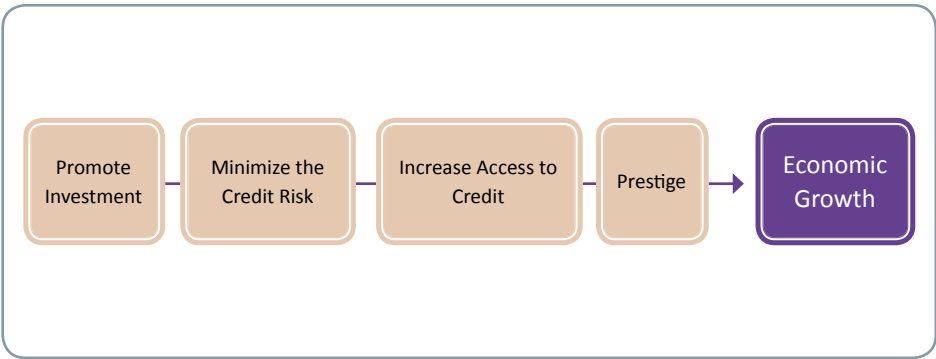 Promote
Investment
Minimize the
Credit Risk
Increase Access to
Credit
Prestige
Economic
Growth